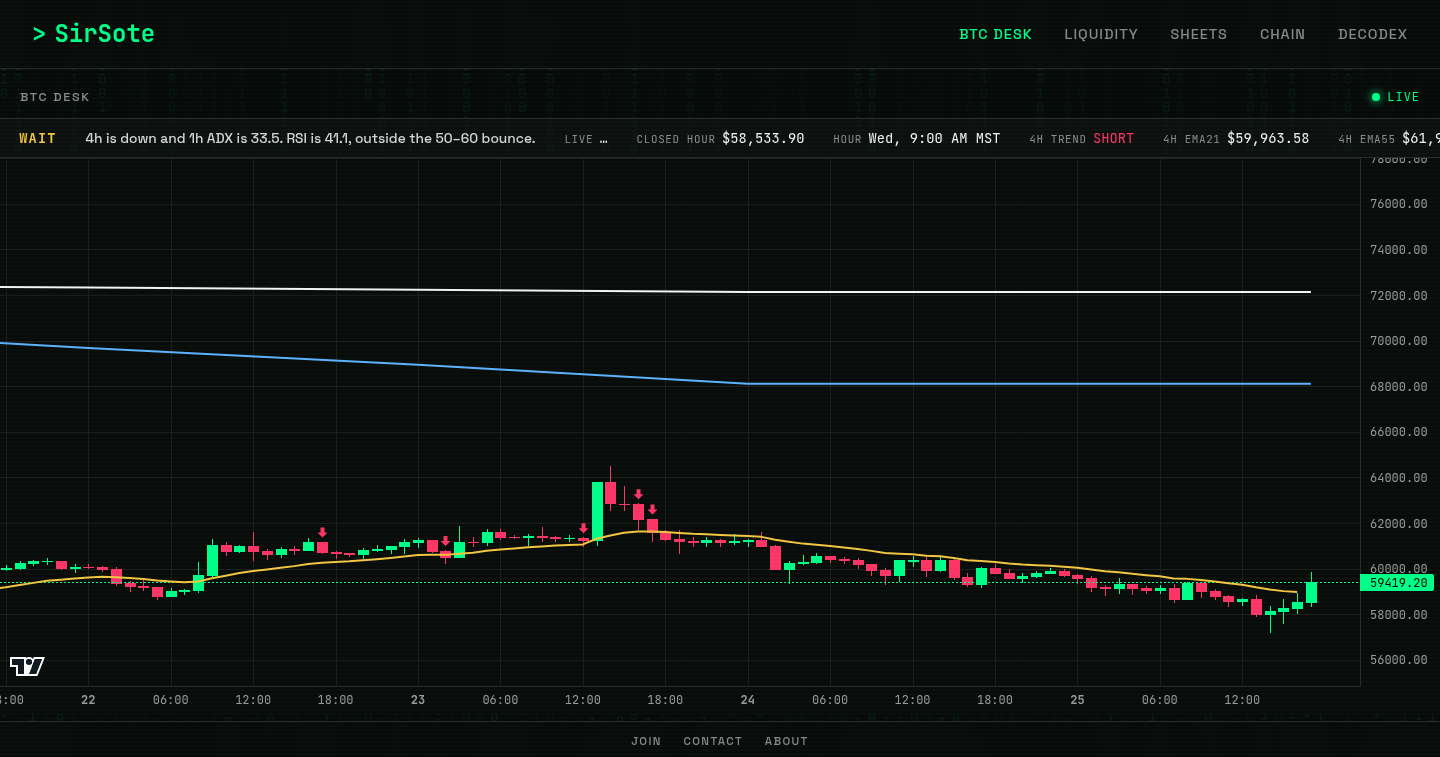 > SirSote
BTC DESK LIQUIDITY SHEETS CHAIN DECODEX
BTC DESK LIVE
WAIT 4h is down and 1h ADX is 33.5. RSI is 41.1, outside the 50–60 bounce. LIVE … CLOSED HOUR $58,533.90 HOUR Wed, 9:00 AM MST 4H TREND SHORT 4H EMA21 $59,963.58 4H EMA55 $61,9
78000.00
76000.00
74000.00
72000.00
70000.00
68000.00
66000.00
64000.00
62000.00
60000.00
59419.20
58000.00
56000.00
:00 22 06:00 12:00 18:00 23 06:00 12:00 18:00 24 06:00 12:00 18:00 25 06:00 12:00
JOIN CONTACT ABOUT